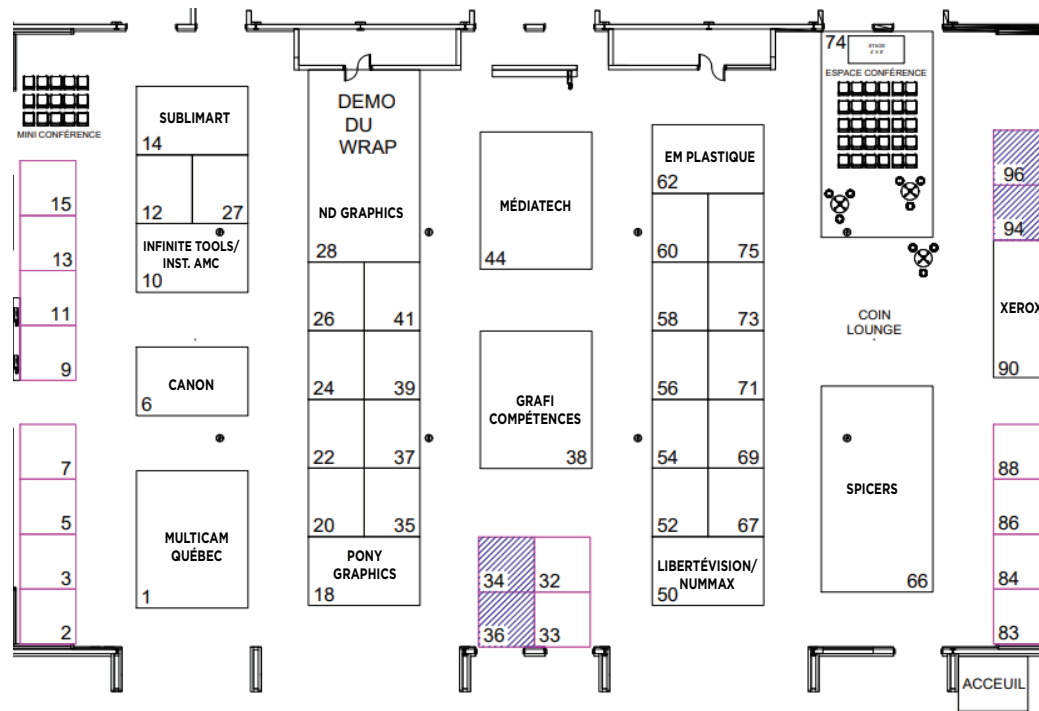 MINI CONFÉRENCE
15
13
11
9
7
5
3
2
SUBLIMART
14
12
27
INFINITE TOOLS/
INST. AMC
10
CANON
6
MULTICAM
QUÉBEC
1
DEMO
DU
WRAP
ND GRAPHICS
28
26
41
24
39
22
37
20
35
PONY
GRAPHICS
18
MÉDIATECH
44
GRAFI
COMPÉTENCES
38
34
32
36
33
EM PLASTIQUE
62
60
75
58
73
56
71
54
69
52
67
LIBERTÉVISION/
NUMMAX
50
74
STAGE
4' X 8'
ESPACE CONFÉRENCE
COIN
LOUNGE
SPICERS
66
96
94
XEROX
90
88
86
84
83
ACCEUIL